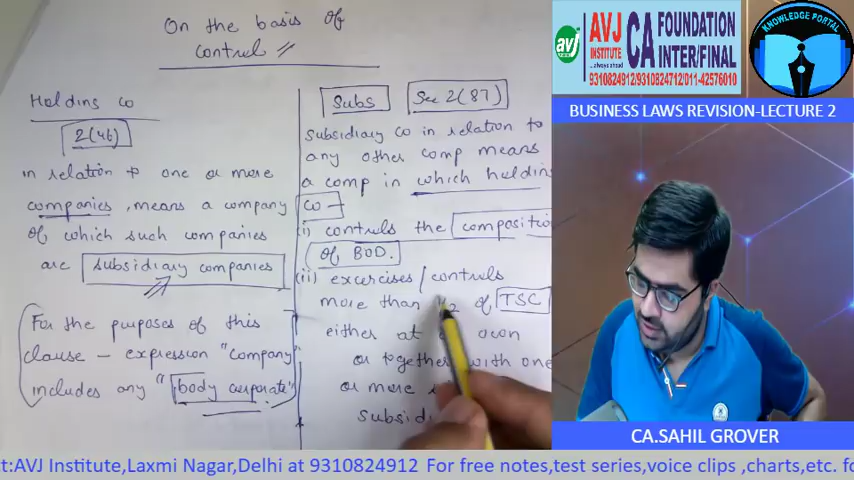 On the basis of
control
Holding co
2(46)
in relation to one or more
companies, means a company
of which such companies
are subsidiary companies
For the purposes of this
clause - expression "company"
includes any "body corporate"
Subs Sec 2(87)
subsidiary co in relation to
any other comp means
a comp in which holding
co -
(i) controls the composition
of BOD.
(ii) excercises/controls
more than 1/2 of TSC
either at own
or together with one
or more
subsidi
avj
AVJ
INSTITUTE
... always ahead
CA FOUNDATION
INTER/FINAL
9310824912/9310824712/011-42576010
KNOWLEDGE PORTAL
BUSINESS LAWS REVISION-LECTURE 2
CA.SAHIL GROVER
ct:AVJ Institute,Laxmi Nagar,Delhi at 9310824912 For free notes,test series,voice clips ,charts,etc. fo